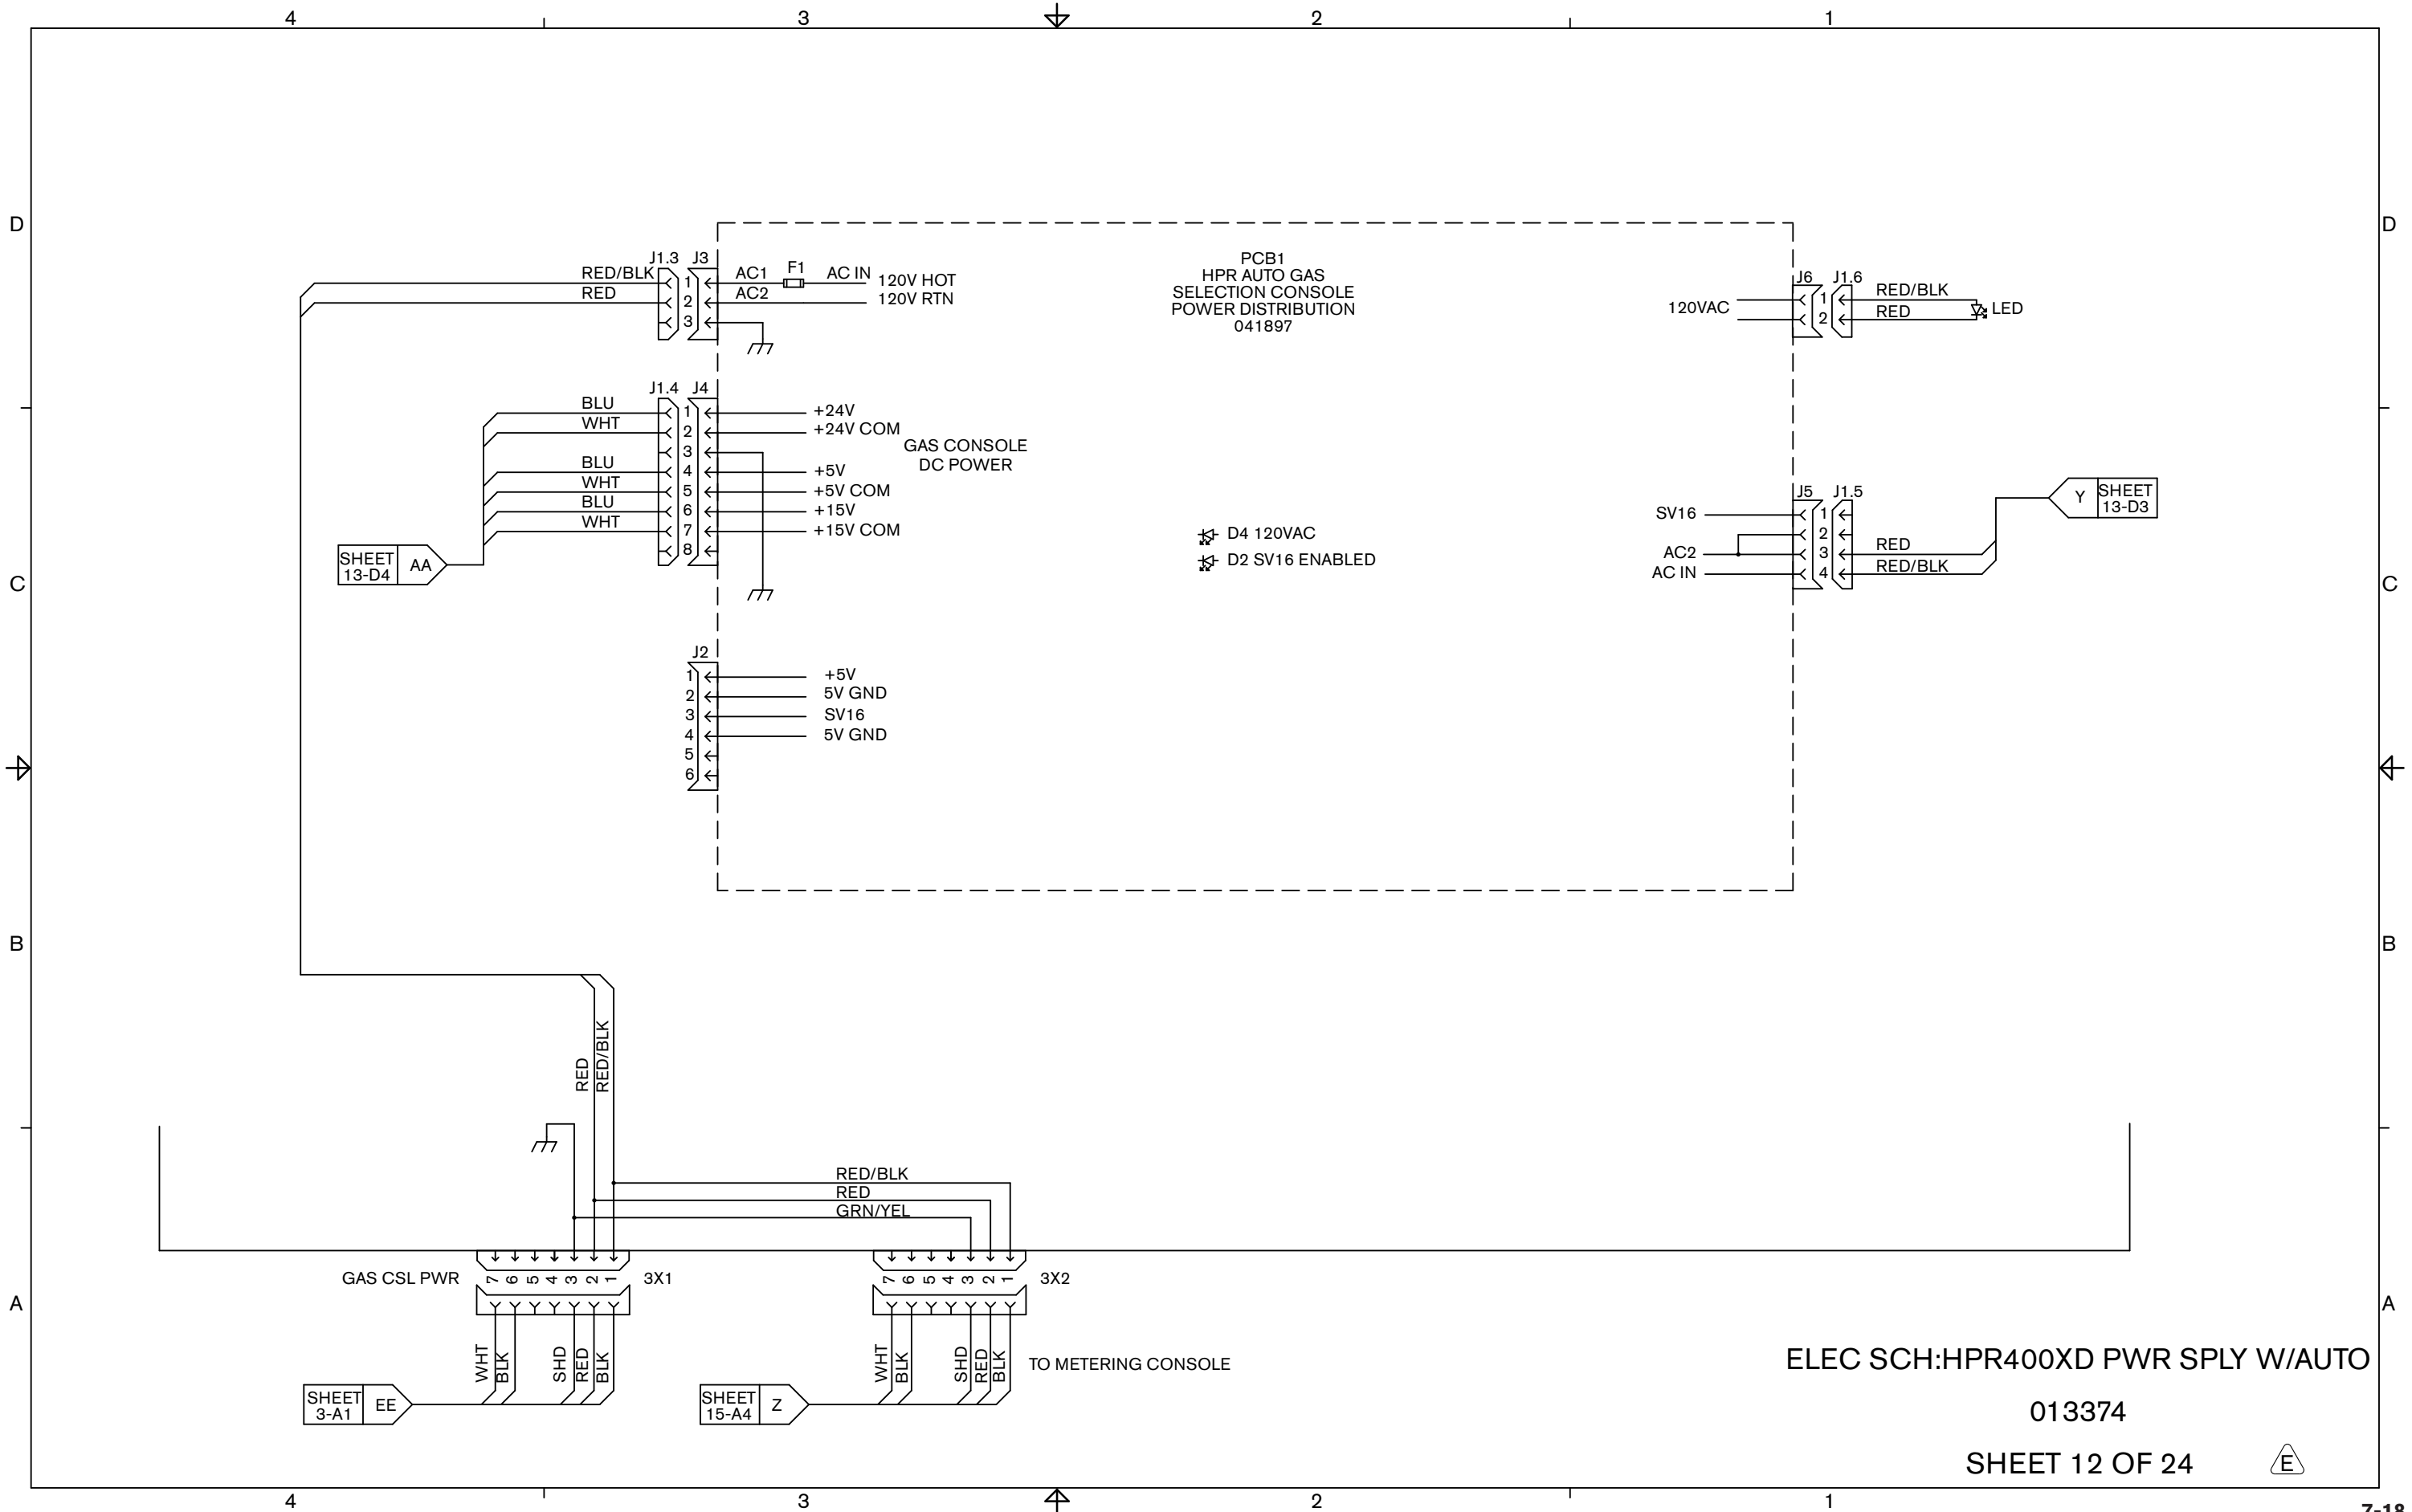 4 3 2 1
D D
C C
B B
A A
J1.3 J3
RED/BLK 1 AC1 F1 AC IN 120V HOT
RED 2 AC2 120V RTN
3
PCB1
HPR AUTO GAS
SELECTION CONSOLE
POWER DISTRIBUTION
041897
J6 J1.6
120VAC
1 RED/BLK
2 RED
LED
J1.4 J4
BLU 1 +24V
WHT 2 +24V COM
3
BLU 4 +5V
WHT 5 +5V COM
BLU 6 +15V
WHT 7 +15V COM
8
GAS CONSOLE
DC POWER
SHEET
13-D4
AA
D4 120VAC
D2 SV16 ENABLED
J5 J1.5
SV16 1
2
AC2 3 RED
AC IN 4 RED/BLK
Y
SHEET
13-D3
J2
1 +5V
2 5V GND
3 SV16
4 5V GND
5
6
RED
RED/BLK
RED/BLK
RED
GRN/YEL
GAS CSL PWR 7 6 5 4 3 2 1 3X1
7 6 5 4 3 2 1 3X2
WHT BLK SHD RED BLK
WHT BLK SHD RED BLK
TO METERING CONSOLE
SHEET
3-A1
EE
SHEET
15-A4
Z
ELEC SCH:HPR400XD PWR SPLY W/AUTO
013374
SHEET 12 OF 24 E
4 3 2 1
7-18